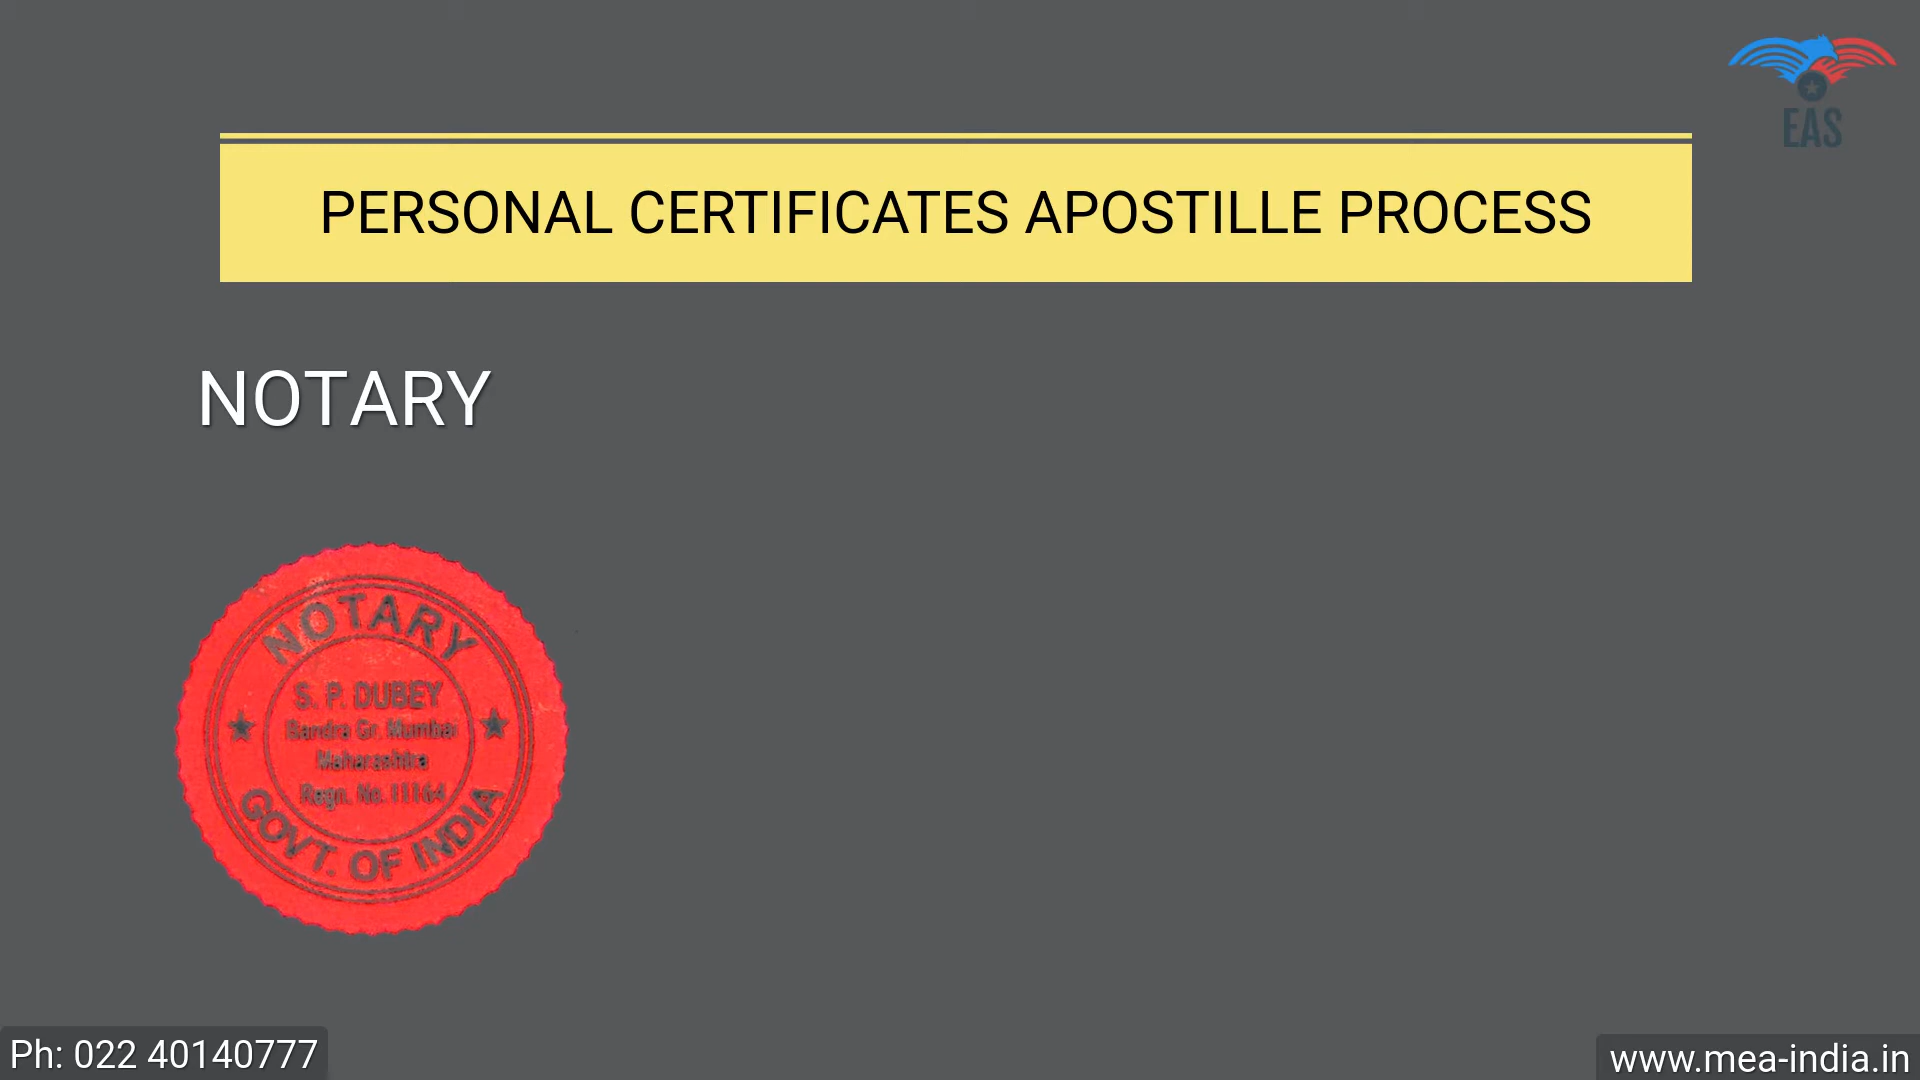 EAS
PERSONAL CERTIFICATES APOSTILLE PROCESS
NOTARY
NOTARY
S. P. DUBEY
Bandra Gr. Mumbai
Maharashtra
Regn. No. 11164
GOVT. OF INDIA
Ph: 022 40140777
www.mea-india.in